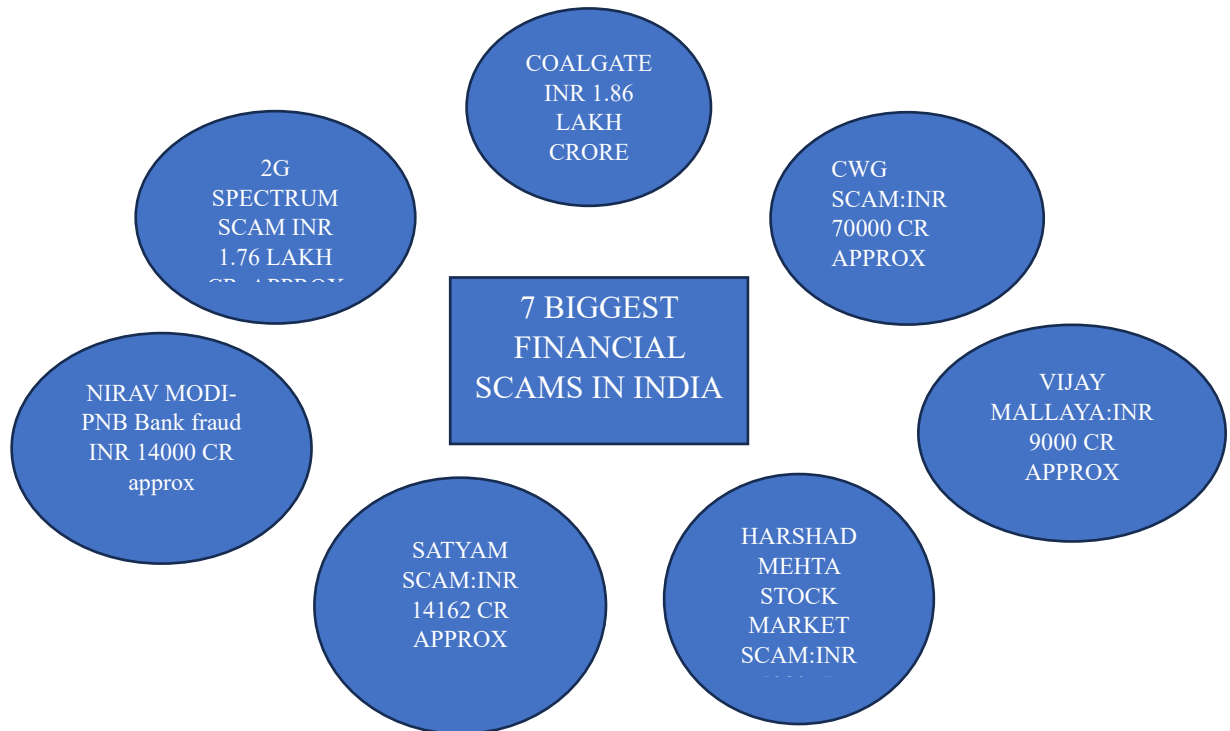 COALGATE
INR 1.86
LAKH
CRORE
2G
SPECTRUM
SCAM INR
1.76 LAKH
CWG
SCAM:INR
70000 CR
APPROX
7 BIGGEST
FINANCIAL
SCAMS IN INDIA
NIRAV MODI-
PNB Bank fraud
INR 14000 CR
approx
VIJAY
MALLAYA:INR
9000 CR
APPROX
SATYAM
SCAM:INR
14162 CR
APPROX
HARSHAD
MEHTA
STOCK
MARKET
SCAM:INR